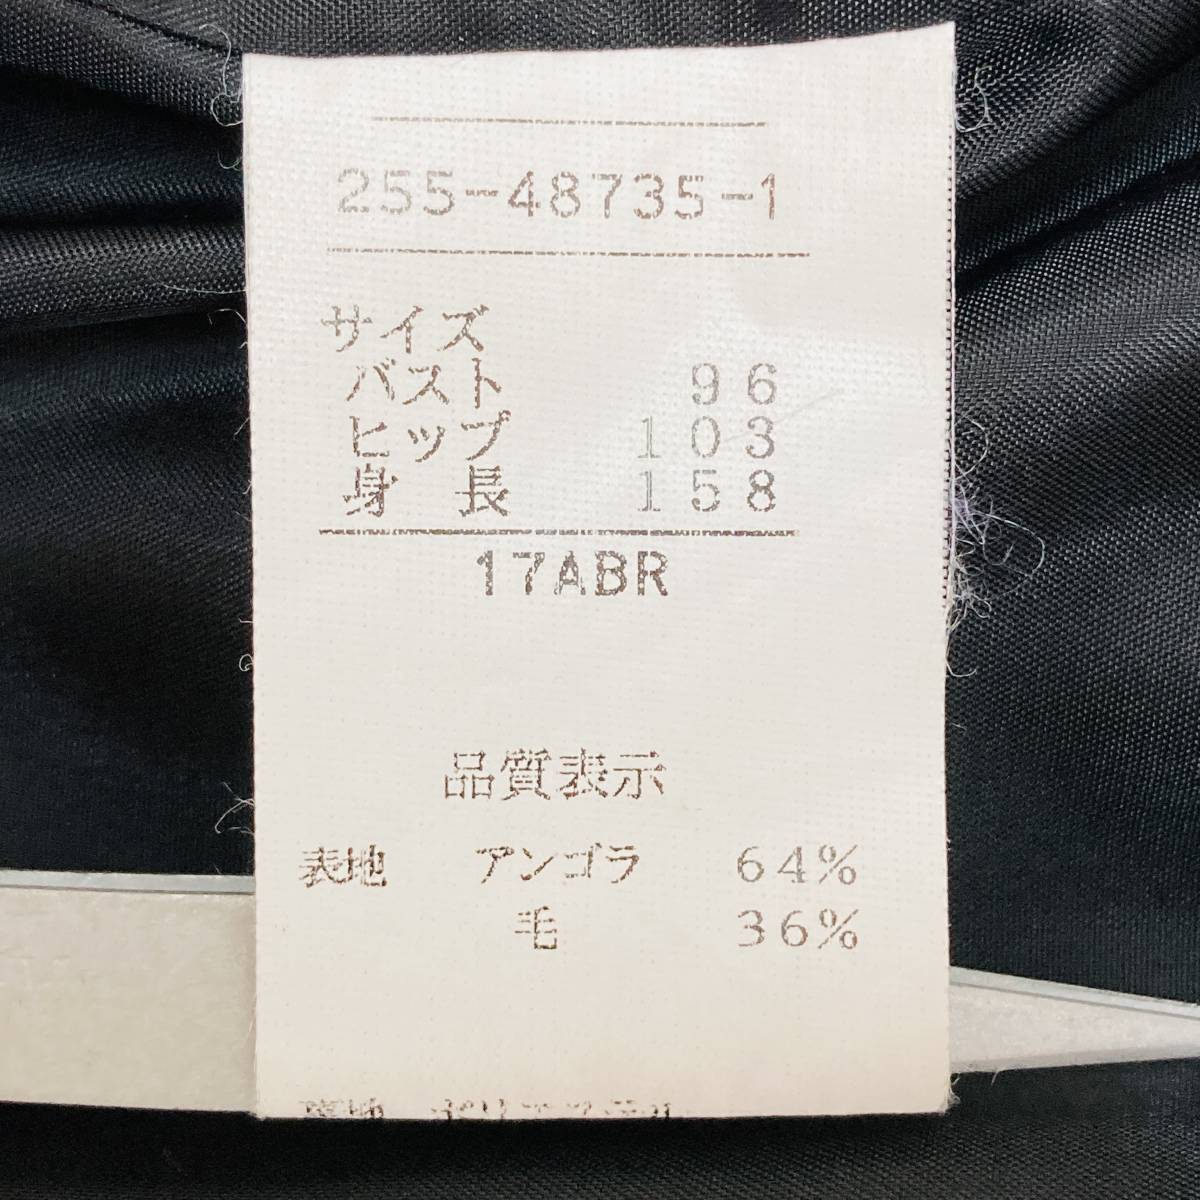 255-48735-1
サイズ
バスト 96
ヒップ 103
身長 158
17ABR
品質表示
表地 アンゴラ 64%
毛 36%